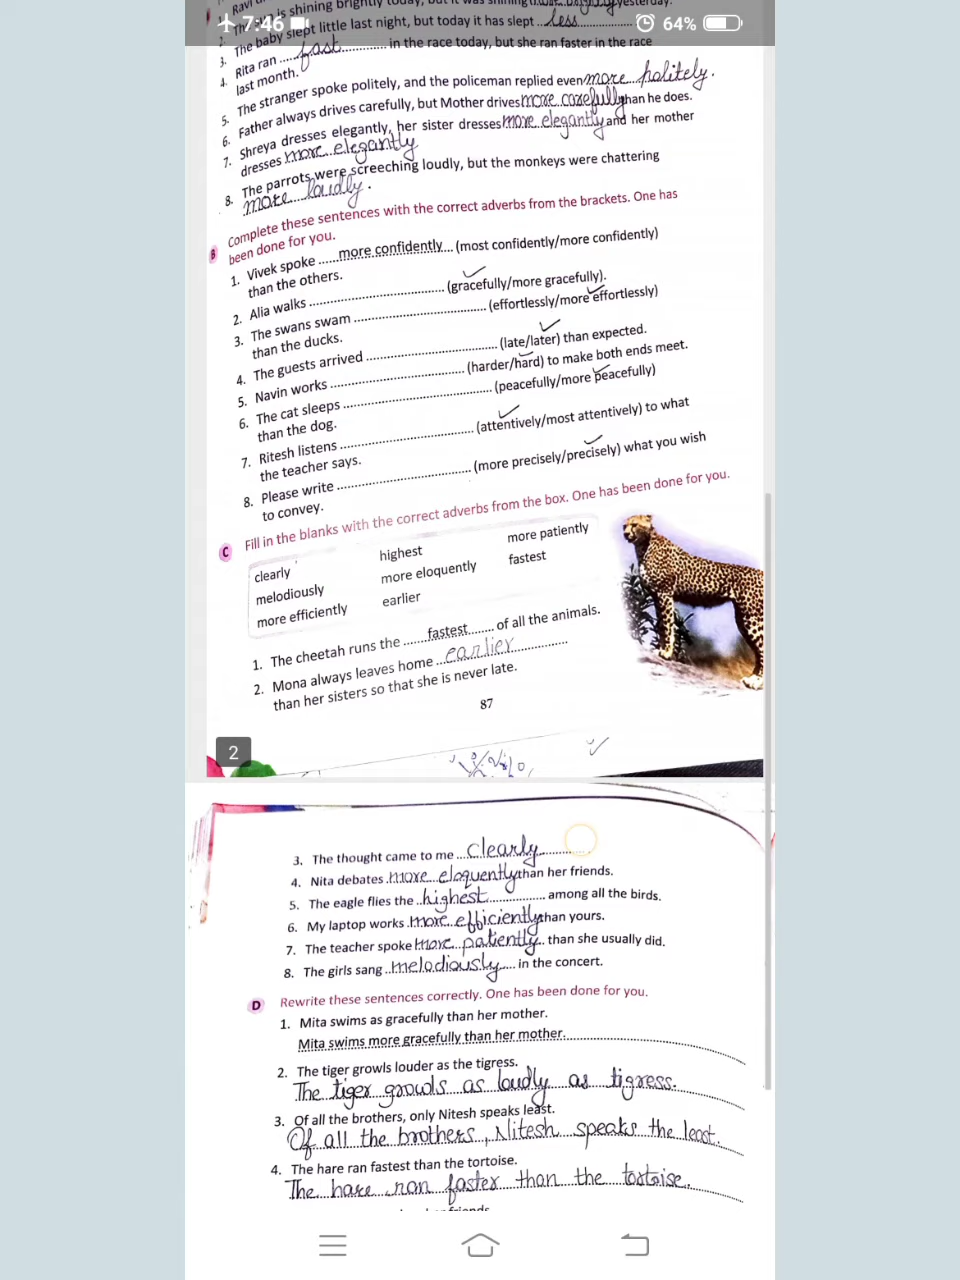 7:46 64%
is shining brightly today, but it was shining
3. The baby slept little last night, but today it has slept ...less...
4. Rita ran ...fast... in the race today, but she ran faster in the race
last month.
5. The stranger spoke politely, and the policeman replied even more politely.
6. Father always drives carefully, but Mother drives more carefully than he does.
7. Shreya dresses elegantly, her sister dresses more elegantly and her mother
dresses more elegantly
8. The parrots were screeching loudly, but the monkeys were chattering
more loudly.
B Complete these sentences with the correct adverbs from the brackets. One has
been done for you.
1. Vivek spoke ......more confidently... (most confidently/more confidently)
than the others.
2. Alia walks .................... (gracefully/more gracefully).
3. The swans swam .................... (effortlessly/more effortlessly)
than the ducks.
4. The guests arrived .................... (late/later) than expected.
5. Navin works .................... (harder/hard) to make both ends meet.
6. The cat sleeps .................... (peacefully/more peacefully)
than the dog.
7. Ritesh listens .................... (attentively/most attentively) to what
the teacher says.
8. Please write .................... (more precisely/precisely) what you wish
to convey.
C Fill in the blanks with the correct adverbs from the box. One has been done for you.
clearly highest more patiently
melodiously more eloquently fastest
more efficiently earlier
1. The cheetah runs the ......fastest...... of all the animals.
2. Mona always leaves home ...earlier...
than her sisters so that she is never late.
87
2
3. The thought came to me ...clearly...
4. Nita debates more eloquently than her friends.
5. The eagle flies the ..highest............ among all the birds.
6. My laptop works more efficiently than yours.
7. The teacher spoke more patiently.. than she usually did.
8. The girls sang ..melodiously.... in the concert.
D Rewrite these sentences correctly. One has been done for you.
1. Mita swims as gracefully than her mother.
Mita swims more gracefully than her mother.
2. The tiger growls louder as the tigress.
The tiger growls as loudly as tigress.
3. Of all the brothers, only Nitesh speaks least.
Of all the brothers, Nitesh speaks the least.
4. The hare ran fastest than the tortoise.
The hare ran faster than the tortoise.